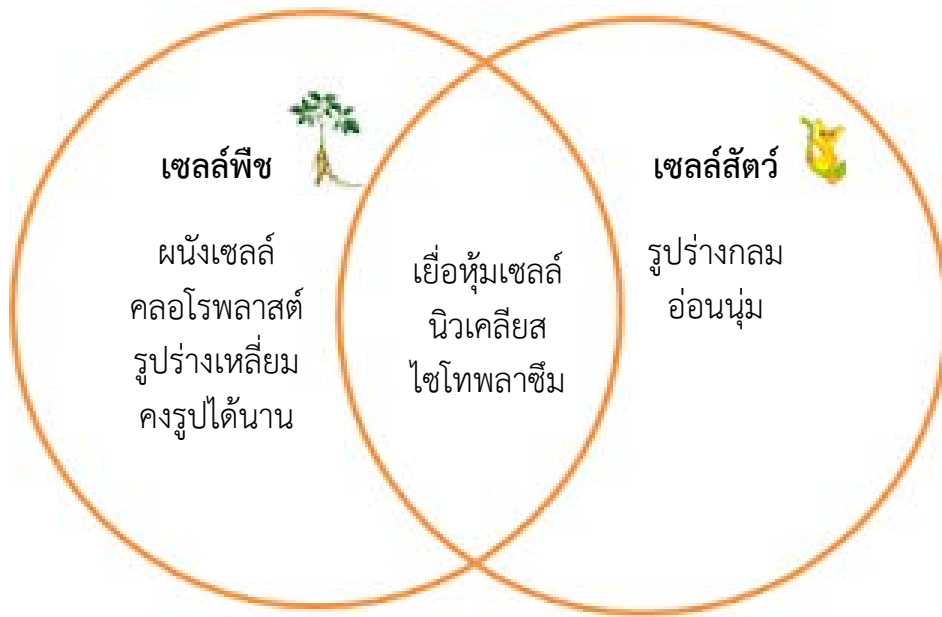 เซลล์พืช
ผนังเซลล์
คลอโรพลาสต์
รูปร่างเหลี่ยม
คงรูปได้นาน
เยื่อหุ้มเซลล์
นิวเคลียส
ไซโทพลาซึม
เซลล์สัตว์
รูปร่างกลม
อ่อนนุ่ม